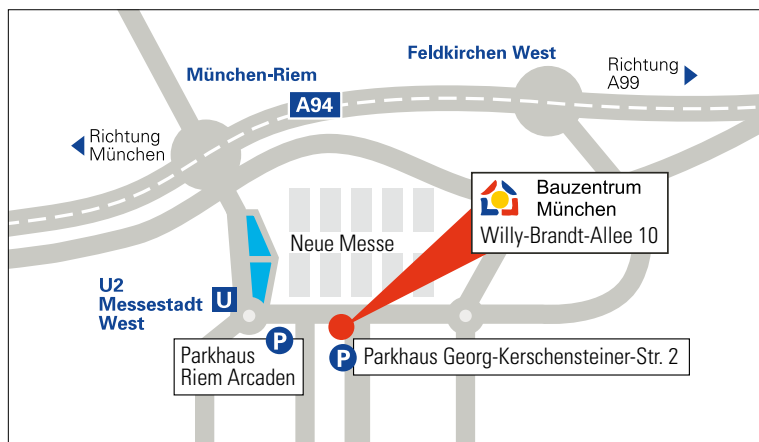 Feldkirchen West
München-Riem
Richtung
A99
A94
Richtung
München
Bauzentrum
München
Willy-Brandt-Allee 10
Neue Messe
U2
Messestadt
West
U
P
Parkhaus
Riem Arcaden
P
Parkhaus Georg-Kerschensteiner-Str. 2